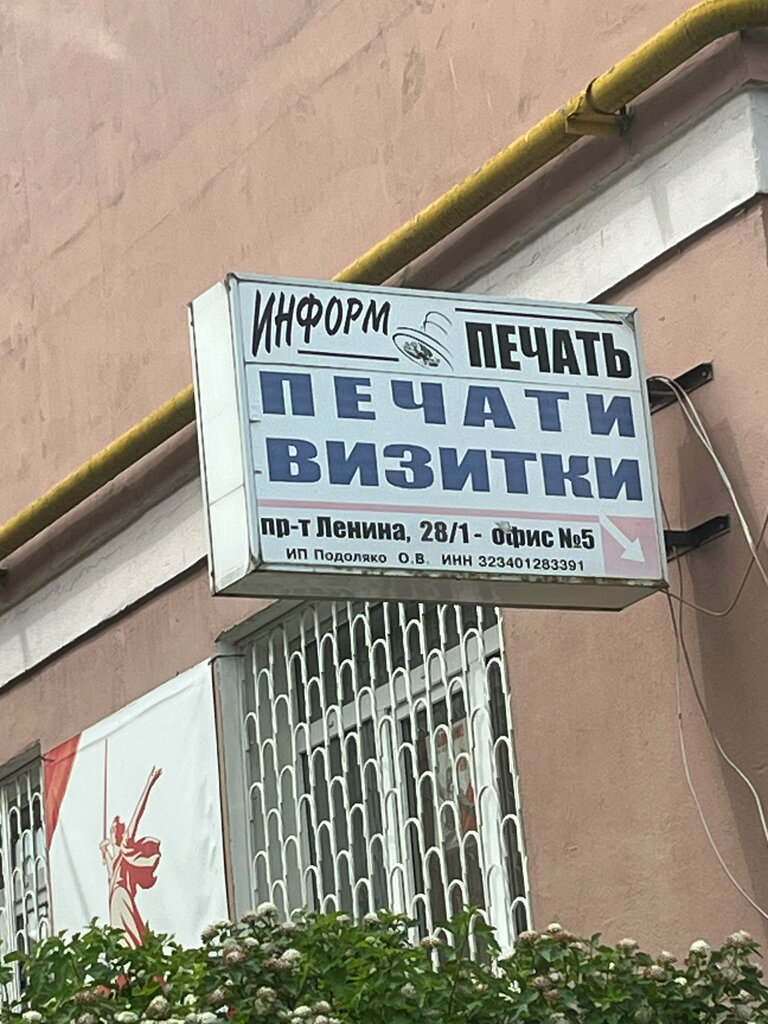 ИНФОРМ ПЕЧАТЬ
ПЕЧАТИ
ВИЗИТКИ
пр-т Ленина, 28/1 - офис №5
ИП Подоляко О.В. ИНН 323401283391